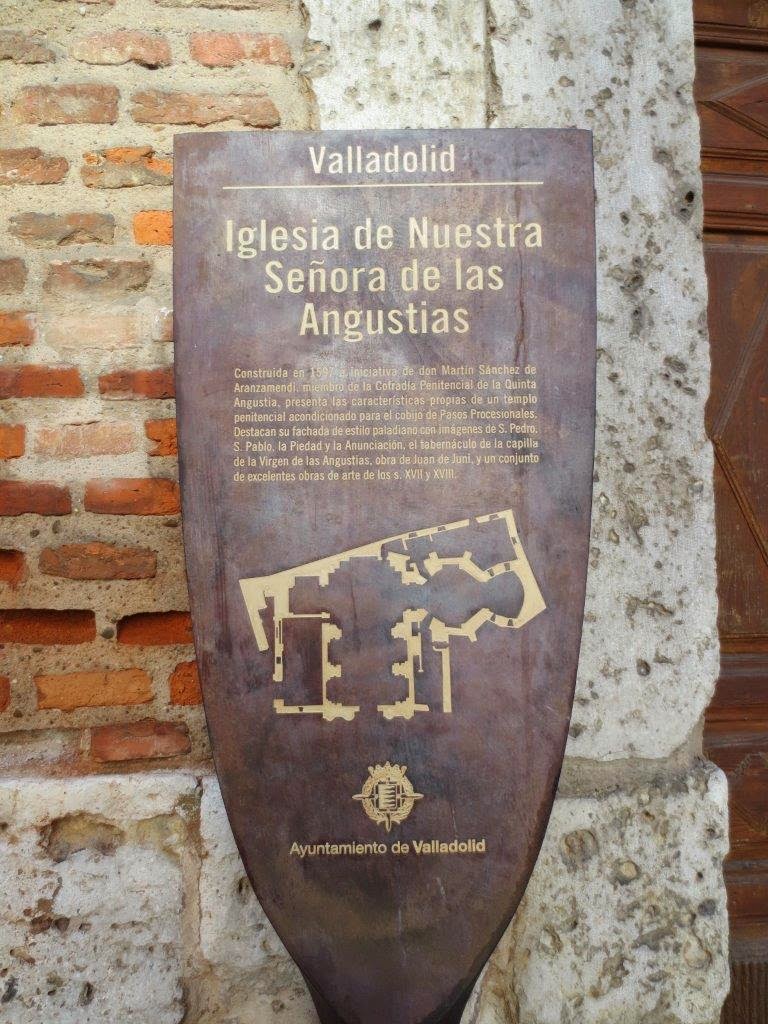 Valladolid
Iglesia de Nuestra
Señora de las
Angustias
Construida en 1597 a iniciativa de don Martín Sánchez de
Aranzamendi, miembro de la Cofradía Penitencial de la Quinta
Angustia, presenta las características propias de un templo
penitencial acondicionado para el cobijo de Pasos Procesionales.
Destacan su fachada de estilo paladiano con imágenes de S. Pedro,
S. Pablo, la Piedad y la Anunciación, el tabernáculo de la capilla
de la Virgen de las Angustias, obra de Juan de Juni, y un conjunto
de excelentes obras de arte de los s. XVII y XVIII.
Ayuntamiento de Valladolid